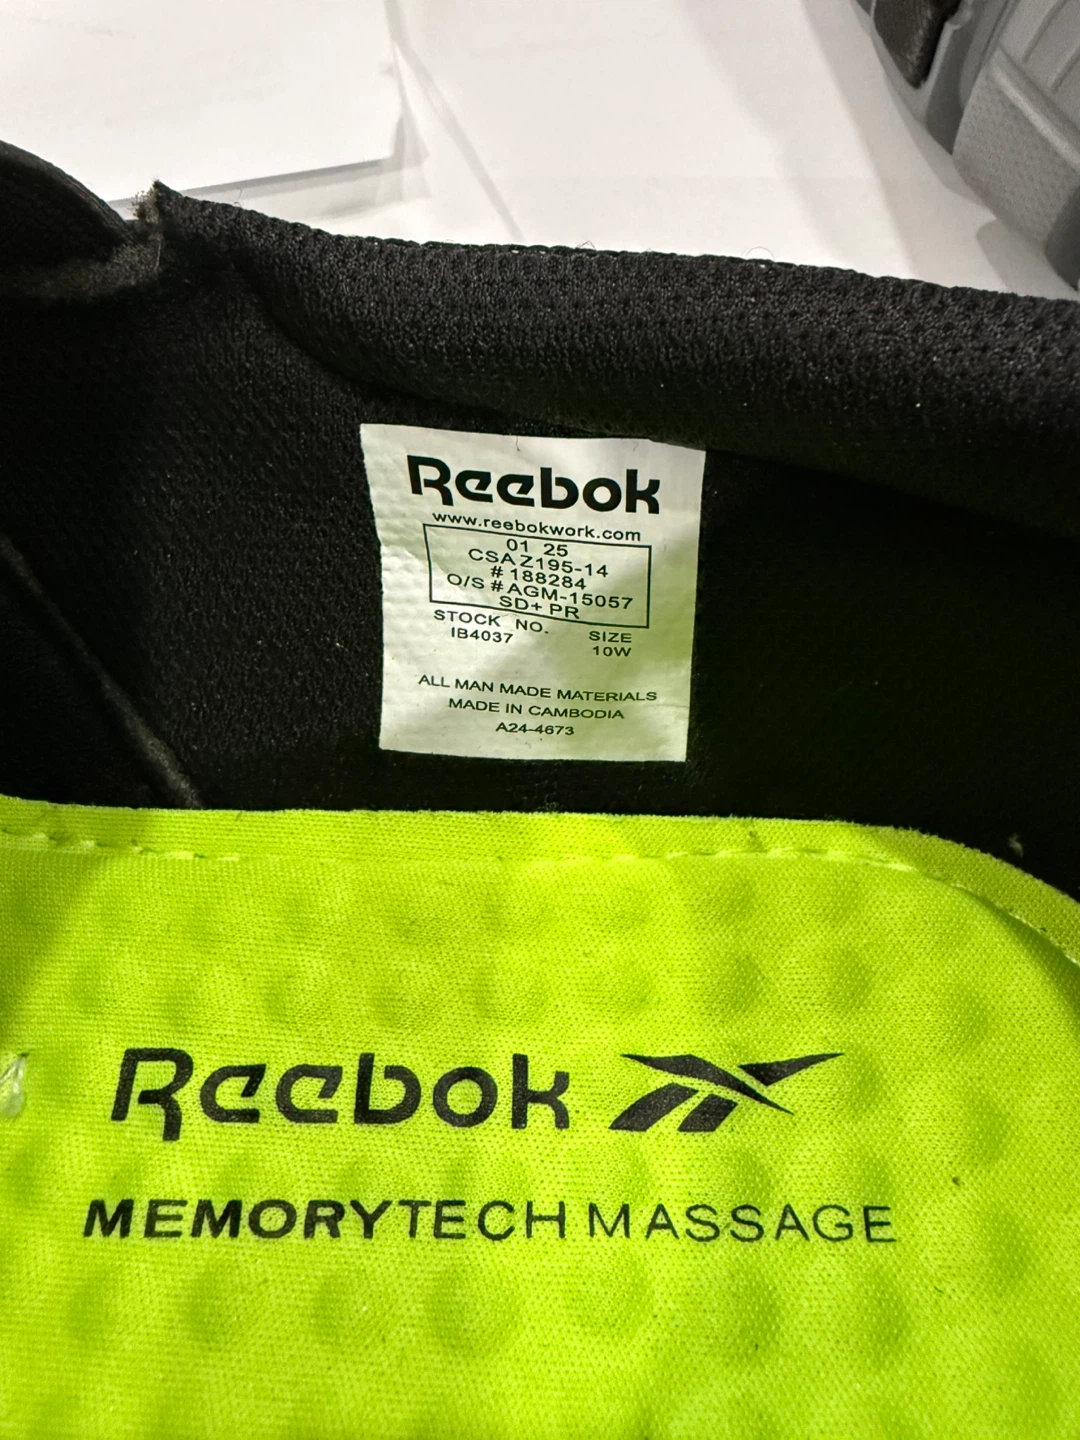 Reebok
www.reebokwork.com
01 25
CSA Z195-14
# 188284
O/S # AGM-15057
SD+ PR
STOCK NO. SIZE
IB4037 10W
ALL MAN MADE MATERIALS
MADE IN CAMBODIA
A24-4673
Reebok
MEMORYTECH MASSAGE